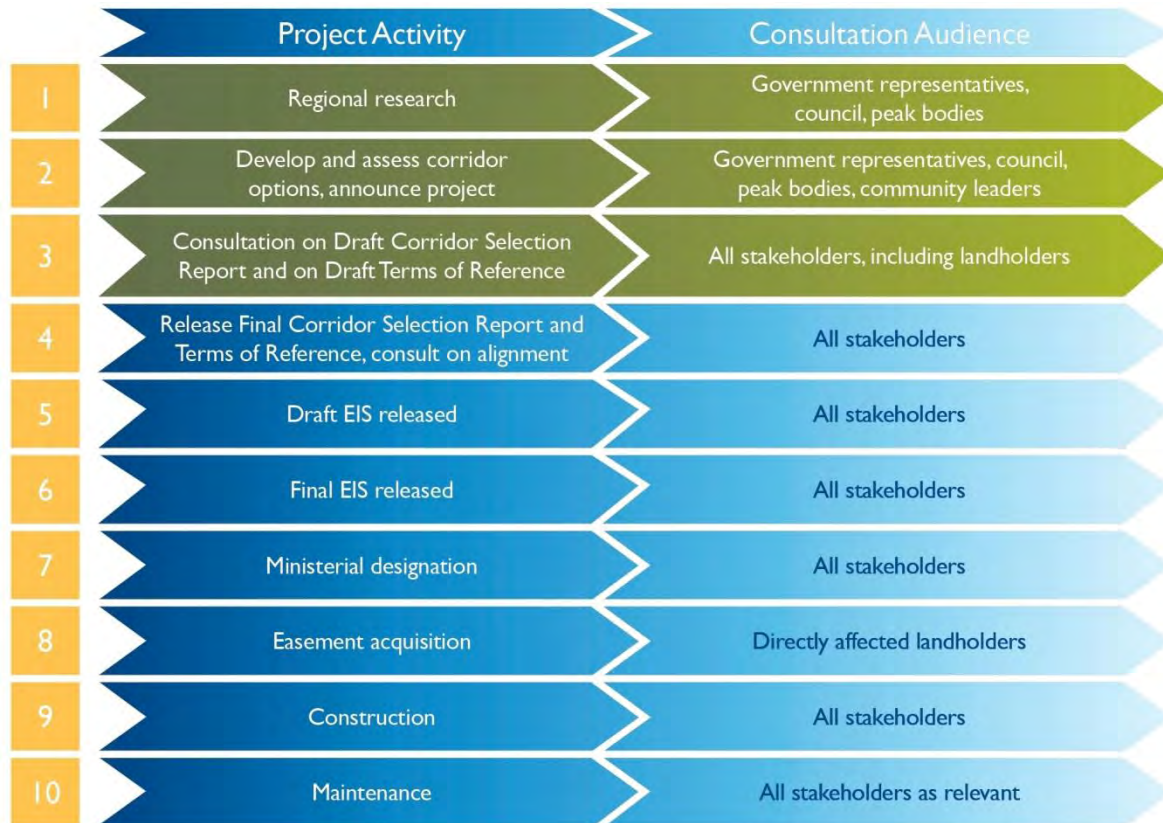 Project Activity
Consultation Audience
1
Regional research
Government representatives,
council, peak bodies
2
Develop and assess corridor
options, announce project
Government representatives, council,
peak bodies, community leaders
3
Consultation on Draft Corridor Selection
Report and on Draft Terms of Reference
All stakeholders, including landholders
4
Release Final Corridor Selection Report and
Terms of Reference, consult on alignment
All stakeholders
5
Draft EIS released
All stakeholders
6
Final EIS released
All stakeholders
7
Ministerial designation
All stakeholders
8
Easement acquisition
Directly affected landholders
9
Construction
All stakeholders
10
Maintenance
All stakeholders as relevant